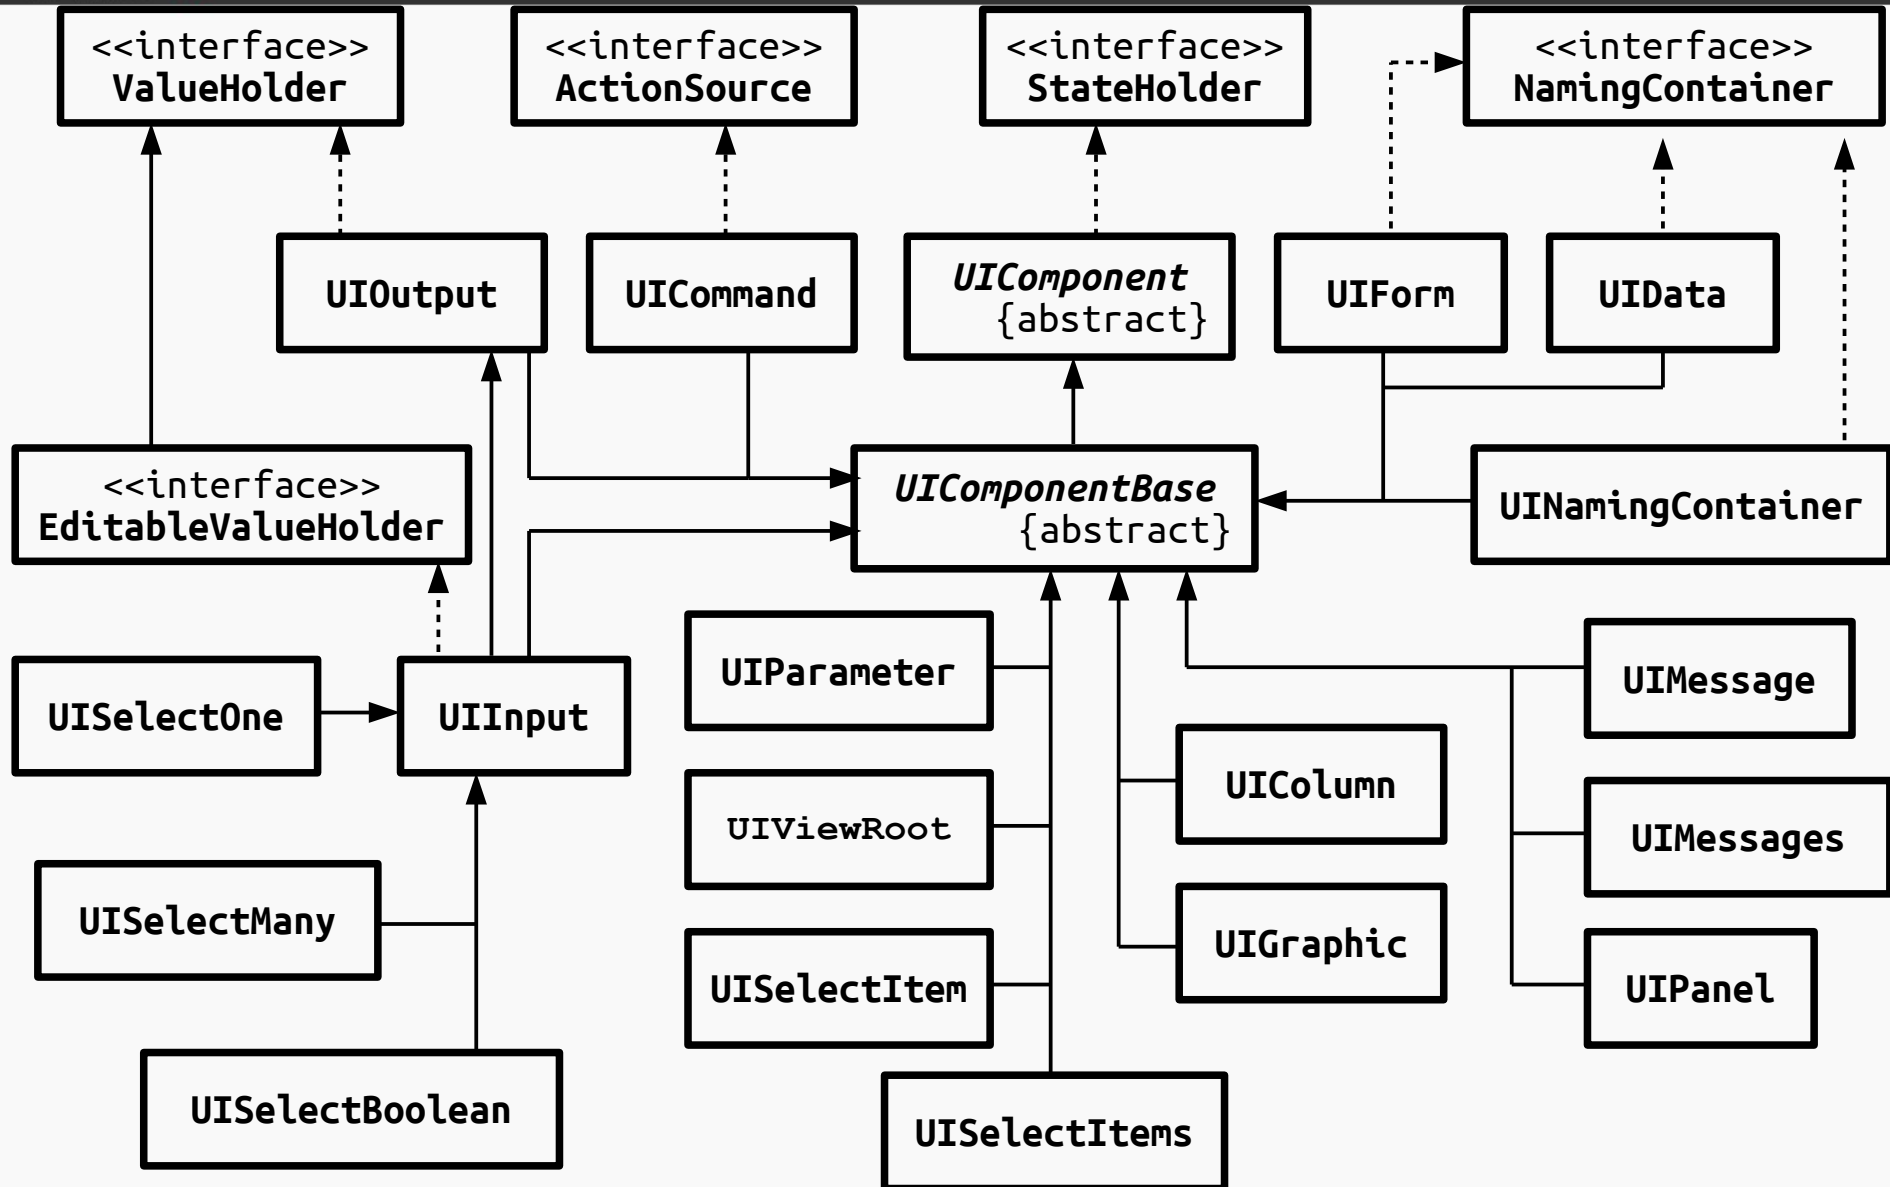 <<interface>>
ValueHolder
<<interface>>
ActionSource
<<interface>>
StateHolder
<<interface>>
NamingContainer
UIOutput
UICommand
UIComponent
{abstract}
UIForm
UIData
<<interface>>
EditableValueHolder
UIComponentBase
{abstract}
UINamingContainer
UISelectOne
UIInput
UIParameter
UIMessage
UIViewRoot
UIColumn
UIMessages
UISelectMany
UISelectItem
UIGraphic
UIPanel
UISelectBoolean
UISelectItems